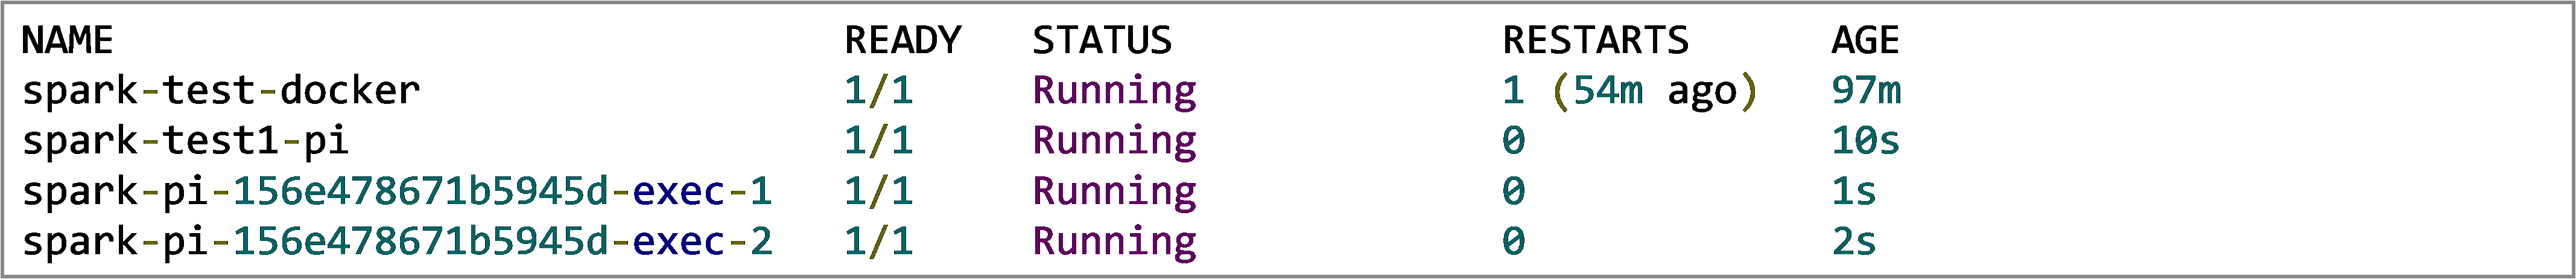 NAME READY STATUS RESTARTS AGE
spark-test-docker 1/1 Running 1 (54m ago) 97m
spark-test1-pi 1/1 Running 0 10s
spark-pi-156e478671b5945d-exec-1 1/1 Running 0 1s
spark-pi-156e478671b5945d-exec-2 1/1 Running 0 2s